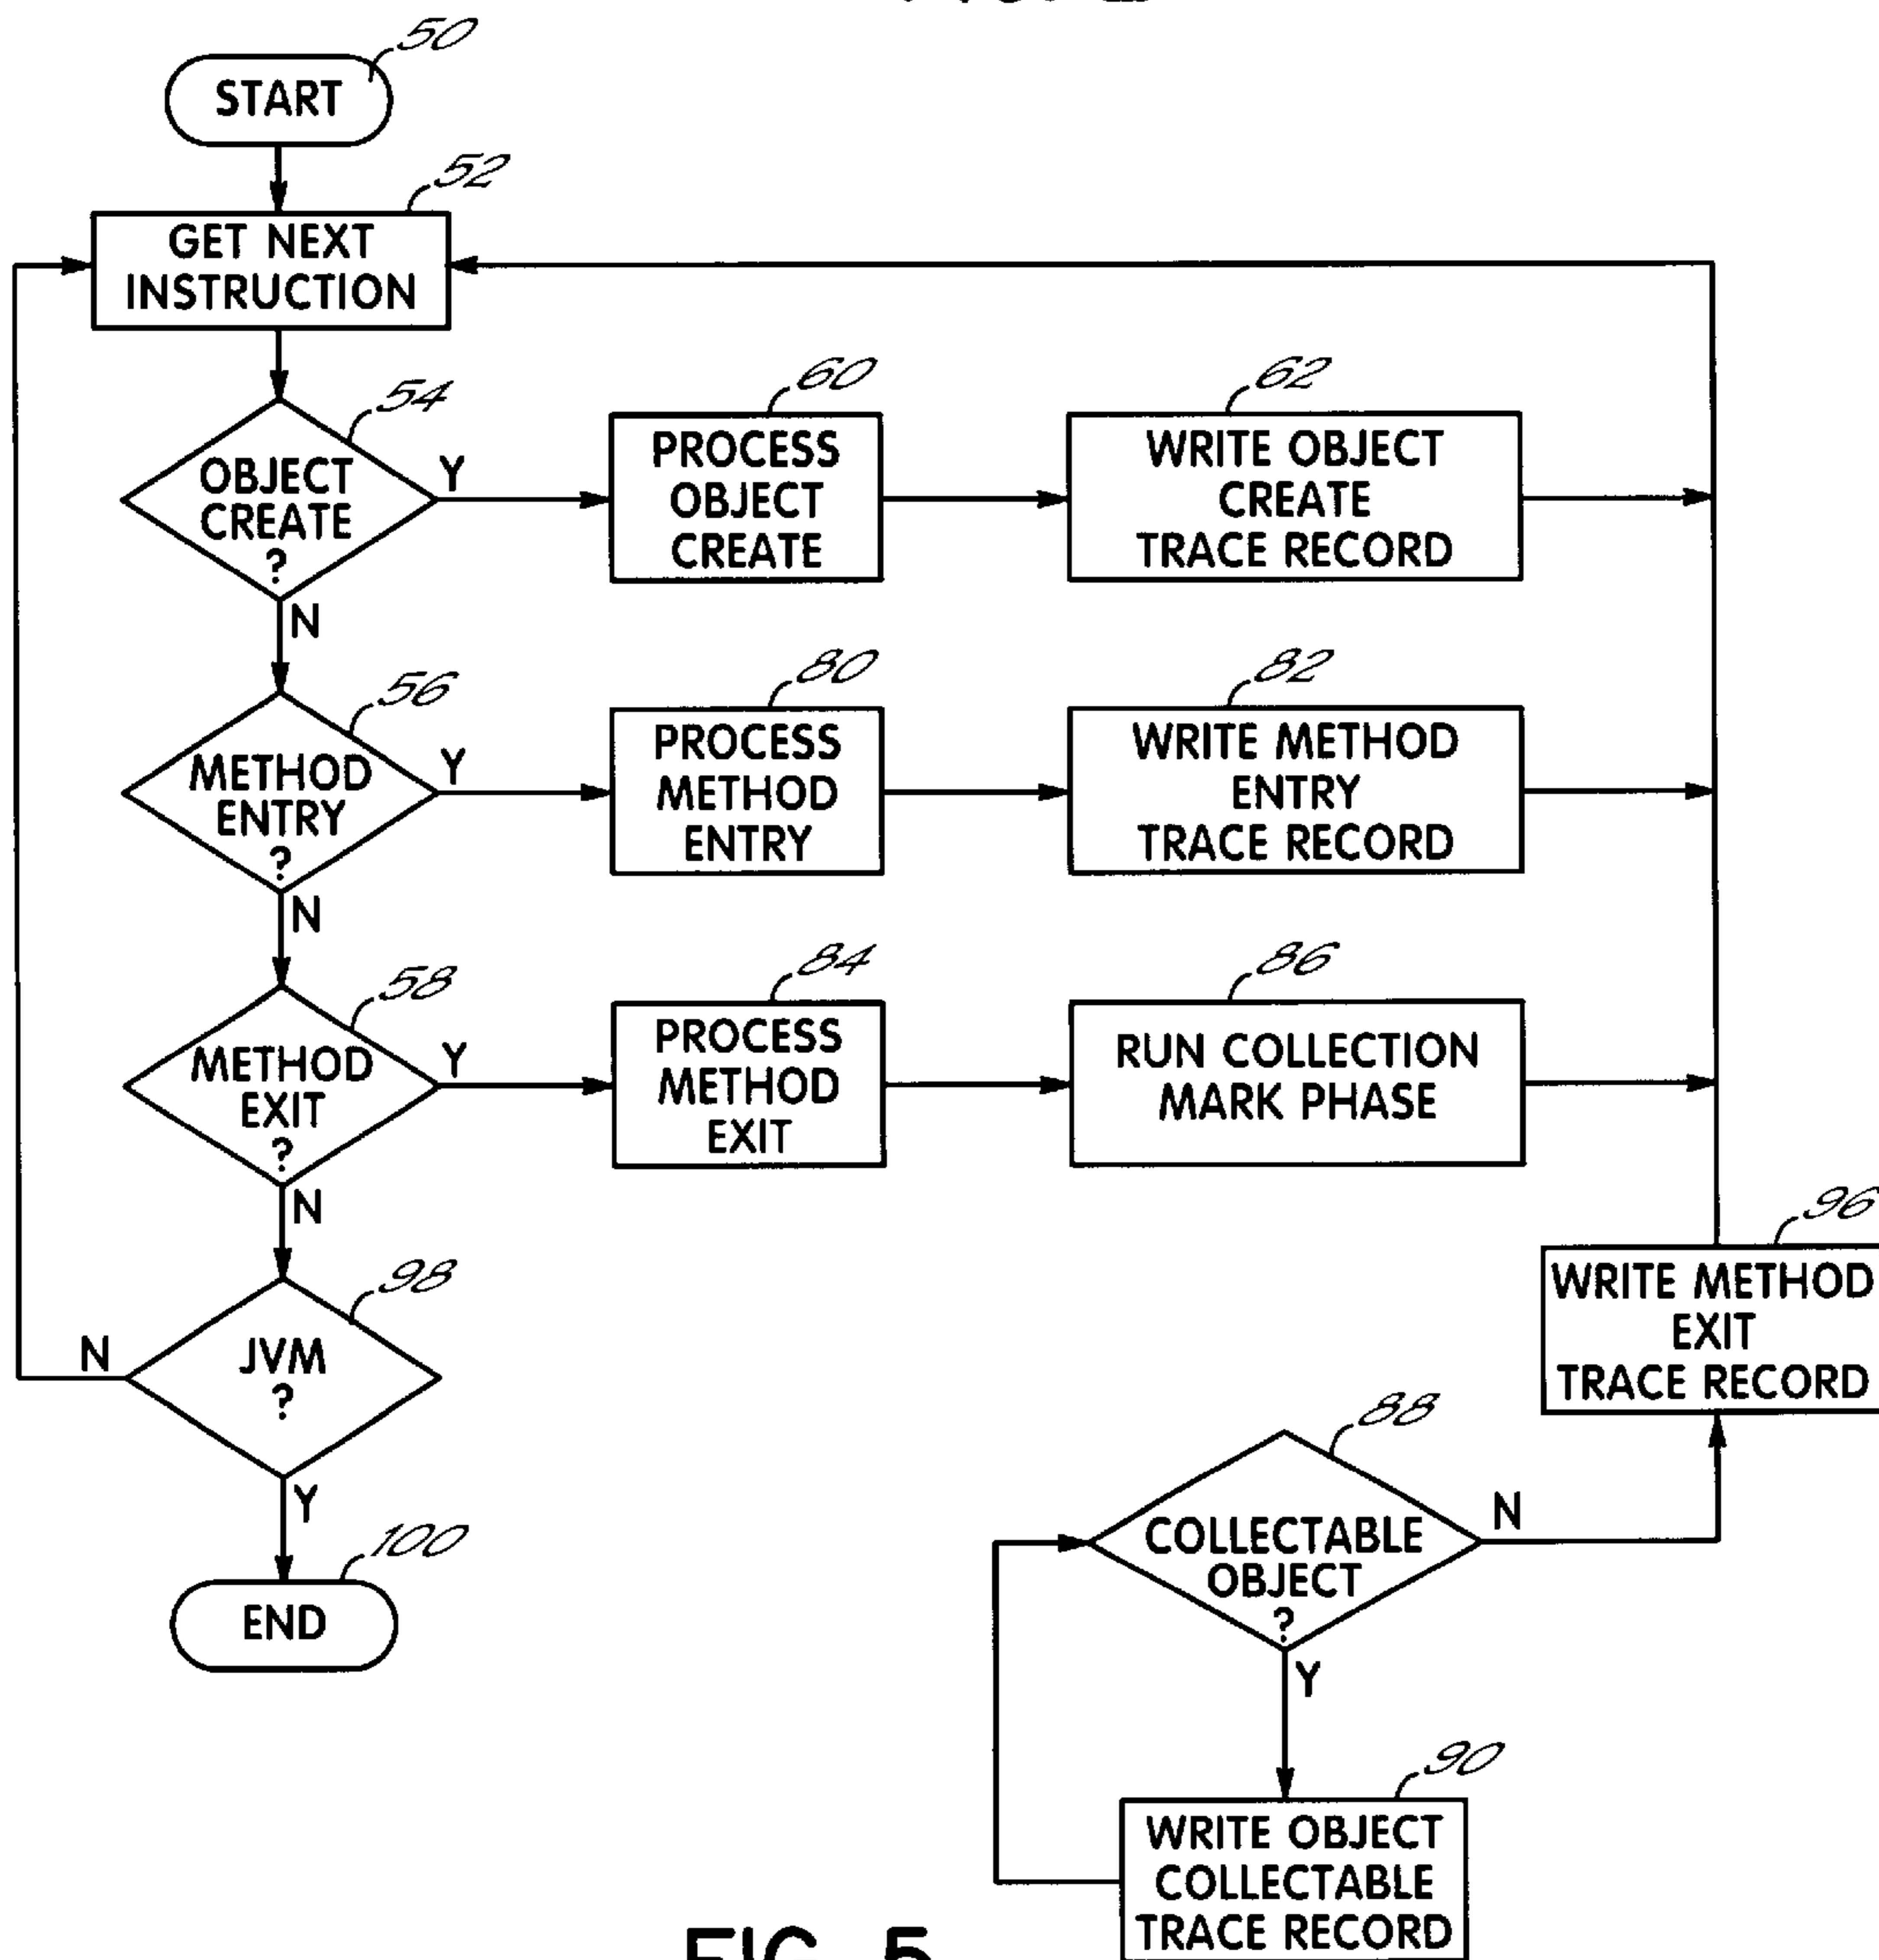 50
START
52
GET NEXT
INSTRUCTION
54
OBJECT
CREATE
?
Y
N
60
PROCESS
OBJECT
CREATE
62
WRITE OBJECT
CREATE
TRACE RECORD
56
METHOD
ENTRY
?
Y
N
80
PROCESS
METHOD
ENTRY
82
WRITE METHOD
ENTRY
TRACE RECORD
58
METHOD
EXIT
?
Y
N
84
PROCESS
METHOD
EXIT
86
RUN COLLECTION
MARK PHASE
96
WRITE METHOD
EXIT
TRACE RECORD
98
JVM
?
N
Y
100
END
88
COLLECTABLE
OBJECT
?
N
Y
90
WRITE OBJECT
COLLECTABLE
TRACE RECORD
FIG. 5